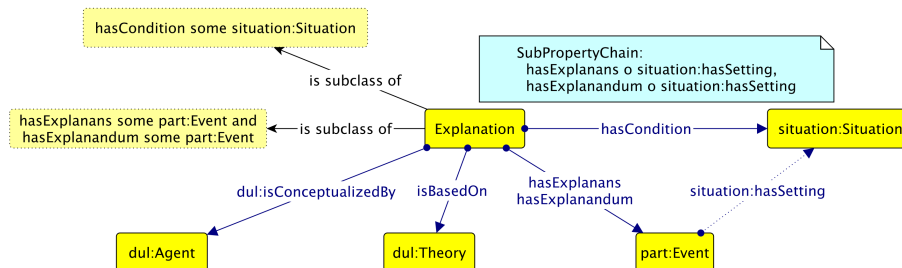 hasCondition some situation:Situation
SubPropertyChain:
hasExplanans o situation:hasSetting,
hasExplanandum o situation:hasSetting
is subclass of
hasExplanans some part:Event and
hasExplanandum some part:Event
is subclass of
Explanation
hasCondition
situation:Situation
dul:isConceptualizedBy
isBasedOn
hasExplanans
hasExplanandum
situation:hasSetting
dul:Agent
dul:Theory
part:Event